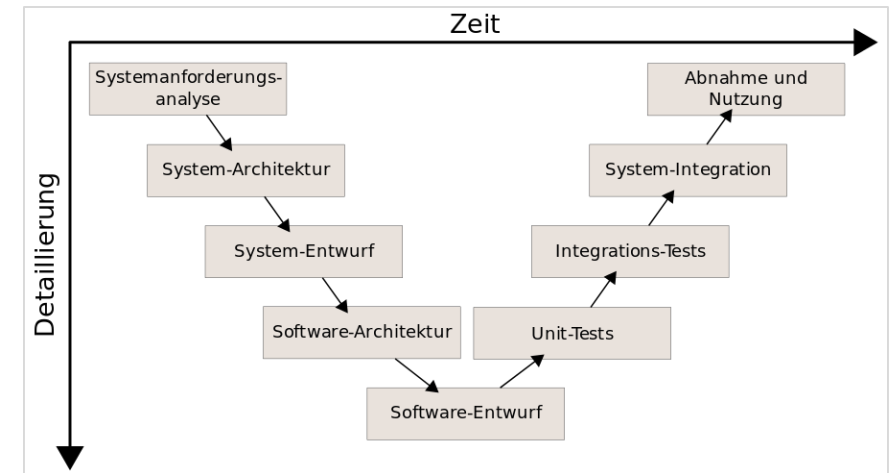 Zeit
Detaillierung
Systemanforderungs-
analyse
Abnahme und
Nutzung
System-Architektur
System-Integration
System-Entwurf
Integrations-Tests
Software-Architektur
Unit-Tests
Software-Entwurf